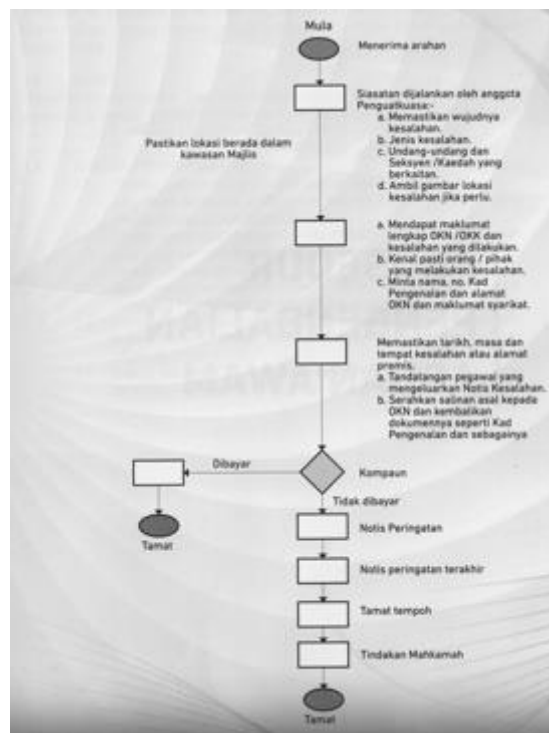 Mula
Menerima arahan
Siasatan dijalankan oleh anggota
Penguatkuasa:-
a. Memastikan wujudnya
kesalahan.
b. Jenis kesalahan.
c. Undang-undang dan
Seksyen /Kaedah yang
berkaitan.
d. Ambil gambar lokasi
kesalahan jika perlu.
Pastikan lokasi berada dalam
kawasan Majlis
a. Mendapat maklumat
lengkap OKN /OKK dan
kesalahan yang dilakukan.
b. Kenal pasti orang / pihak
yang melakukan kesalahan.
c. Minta nama, no. Kad
Pengenalan dan alamat
OKN dan maklumat syarikat.
Memastikan tarikh, masa dan
tempat kesalahan atau alamat
premis.
a. Tandatangan pegawai yang
mengeluarkan Notis Kesalahan.
b. Serahkan salinan asal kepada
OKN dan kembalikan
dokumennya seperti Kad
Pengenalan dan sebagainya
Dibayar
Kompaun
Tidak dibayar
Tamat
Notis Peringatan
Notis peringatan terakhir
Tamat tempoh
Tindakan Mahkamah
Tamat